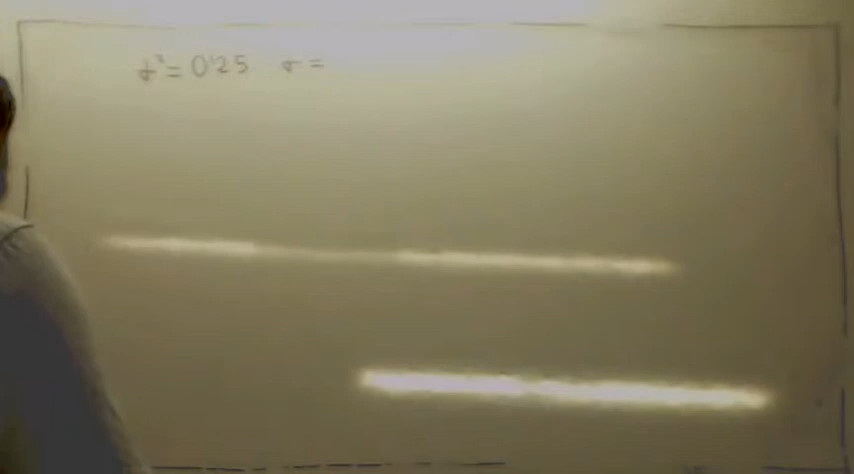 σ² = 0'25 σ =